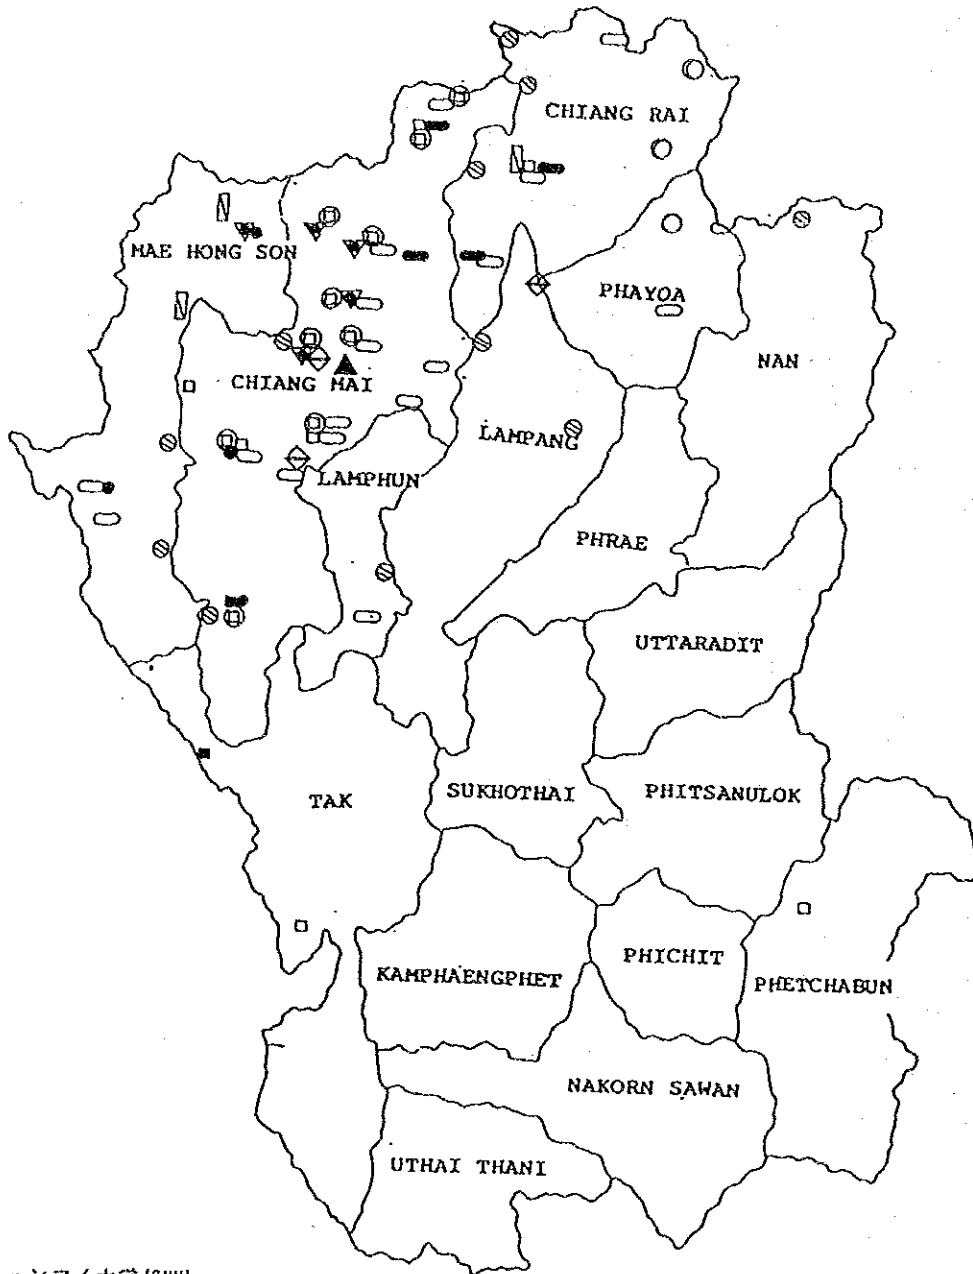 CHIANG RAI
MAE HONG SON
PHAYOA
NAN
CHIANG MAI
LAMPANG
LAMPHUN
PHRAE
UTTARADIT
TAK
SUKHOTHAI
PHITSANULOK
PHICHIT
KAMPHAENGPHET
PHETCHABUN
NAKORN SAWAN
UTHAI THANI